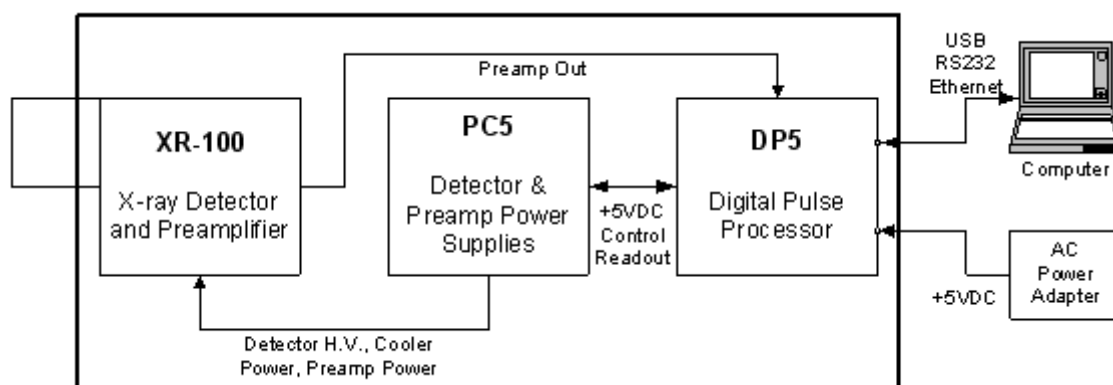 Preamp Out
XR-100
X-ray Detector
and Preamplifier
PC5
Detector &
Preamp Power
Supplies
+5VDC
Control
Readout
DP5
Digital Pulse
Processor
USB
RS232
Ethernet
Computer
+5VDC
AC
Power
Adapter
Detector H.V., Cooler
Power, Preamp Power